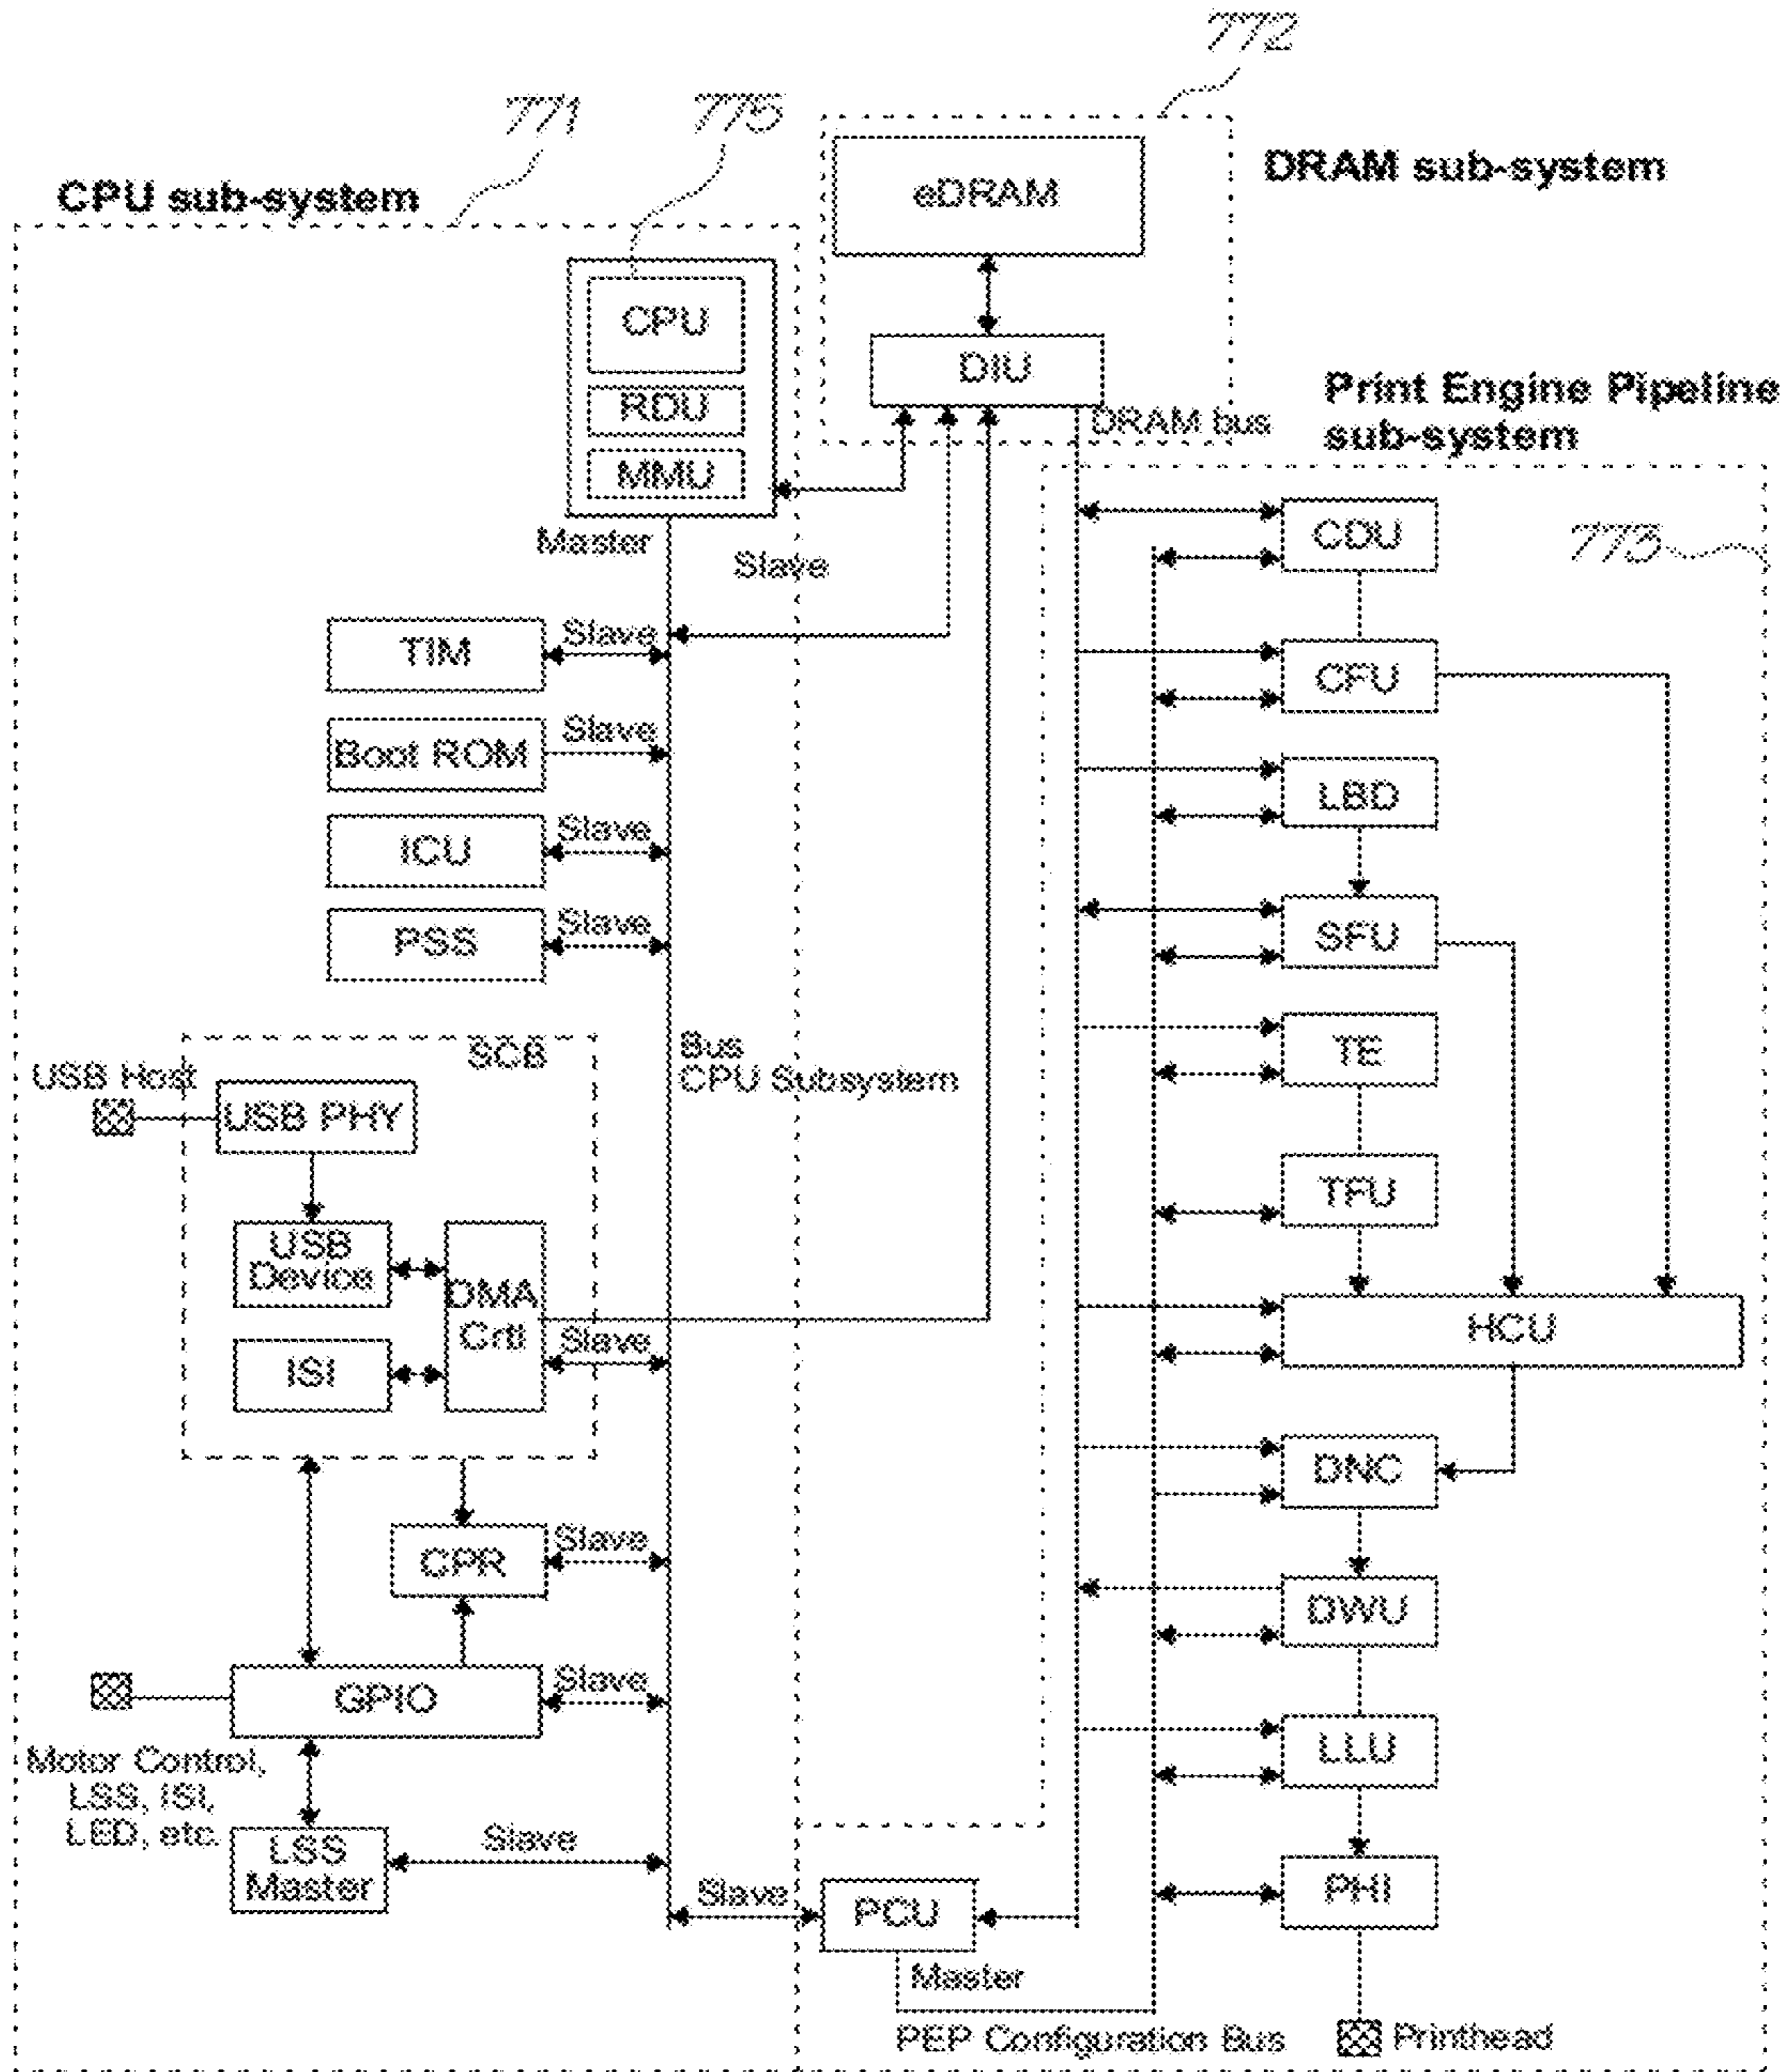 772
771
775
CPU sub-system
DRAM sub-system
eDRAM
CPU
RDU
MMU
DIU
DRAM bus
Print Engine Pipeline
sub-system
Master
Slave
CDU
773
TIM
Slave
CFU
Boot ROM
Slave
LBD
ICU
Slave
PSS
Slave
SFU
SCB
Bus
CPU Subsystem
TE
USB Host
USB PHY
TFU
USB
Device
DMA
Crtl
Slave
HCU
ISI
DNC
CPR
Slave
DWU
GPIO
Slave
LLU
Motor Control,
LSS, ISI,
LED, etc.
LSS
Master
Slave
PHI
Slave
PCU
Master
PEP Configuration Bus
Printhead